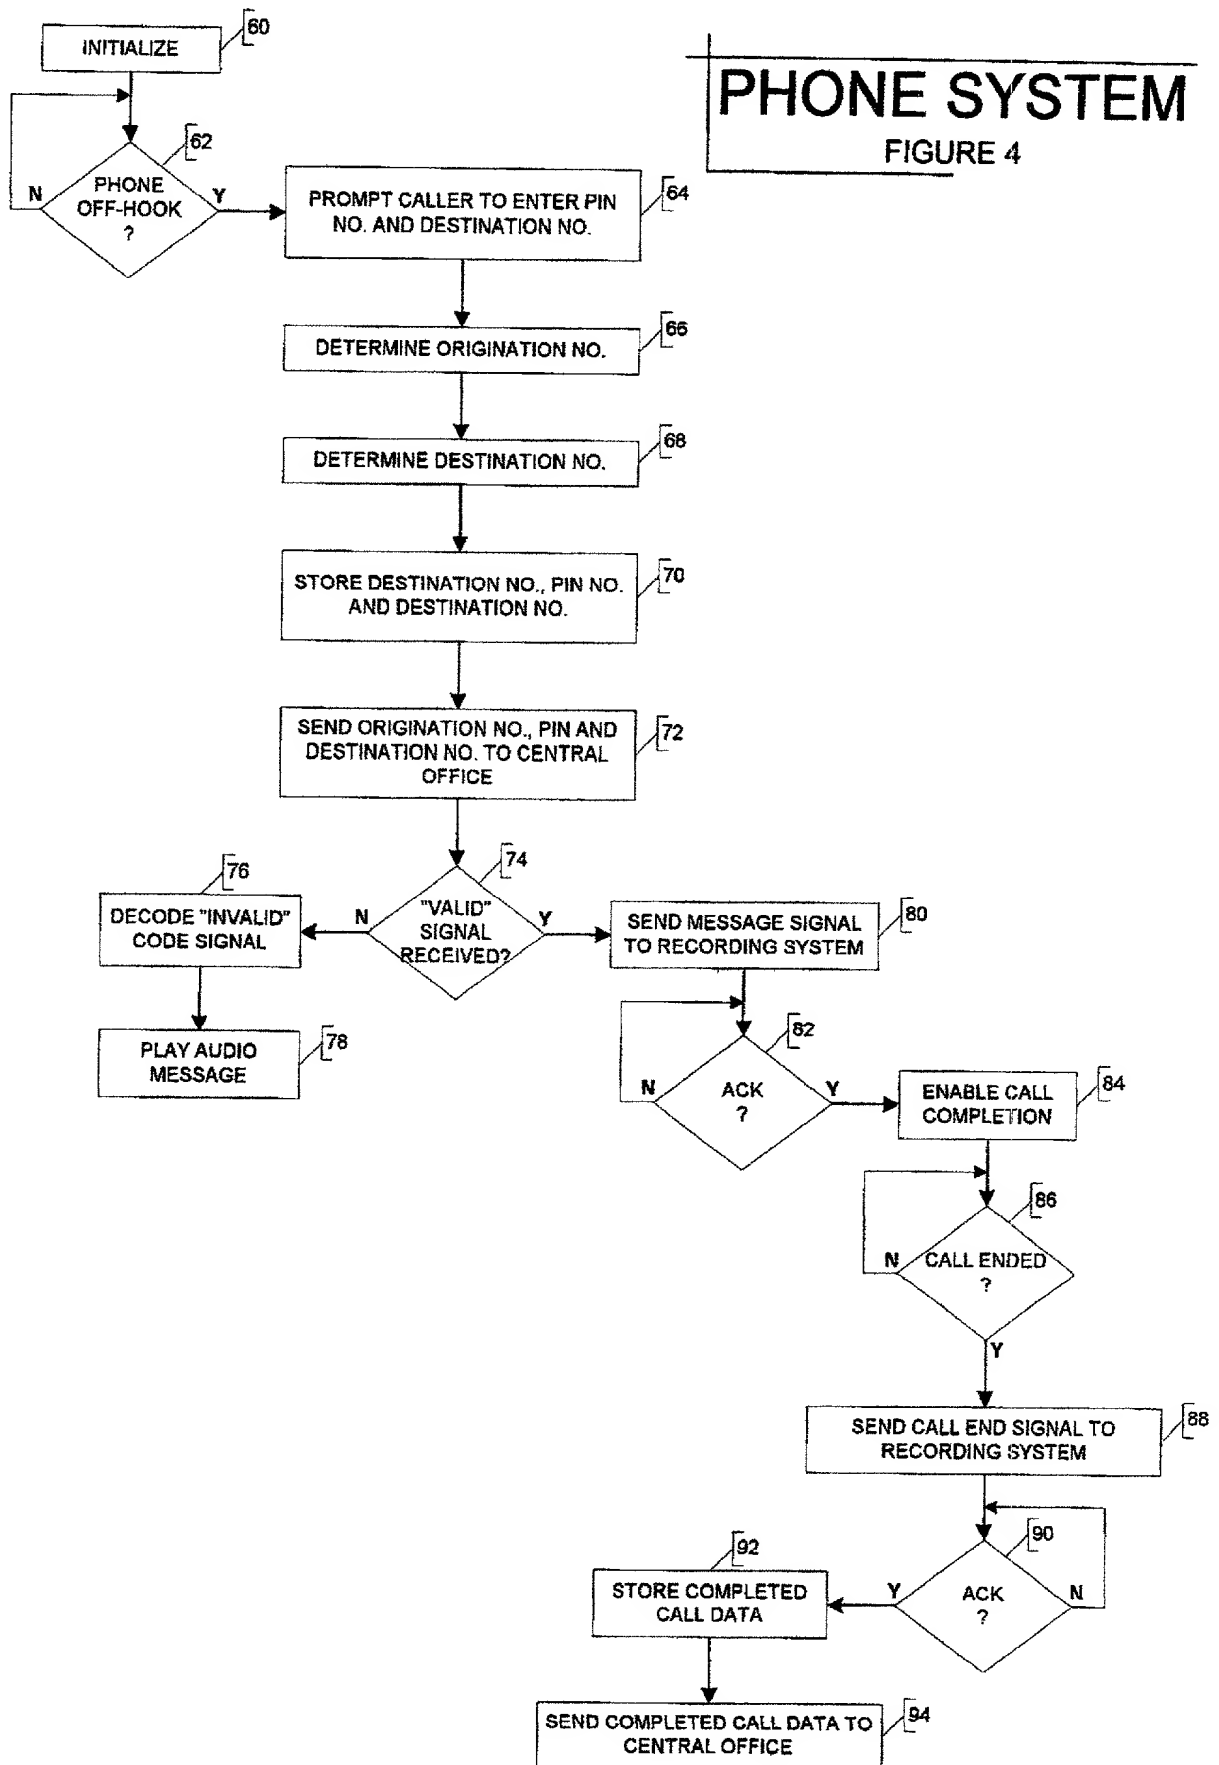 PHONE SYSTEM
FIGURE 4
INITIALIZE
60
PHONE
OFF-HOOK
?
62
N
Y
PROMPT CALLER TO ENTER PIN
NO. AND DESTINATION NO.
64
DETERMINE ORIGINATION NO.
66
DETERMINE DESTINATION NO.
68
STORE DESTINATION NO., PIN NO.
AND DESTINATION NO.
70
SEND ORIGINATION NO., PIN AND
DESTINATION NO. TO CENTRAL
OFFICE
72
"VALID"
SIGNAL
RECEIVED?
74
N
Y
DECODE "INVALID"
CODE SIGNAL
76
PLAY AUDIO
MESSAGE
78
SEND MESSAGE SIGNAL
TO RECORDING SYSTEM
80
ACK
?
82
N
Y
ENABLE CALL
COMPLETION
84
CALL ENDED
?
86
N
Y
SEND CALL END SIGNAL TO
RECORDING SYSTEM
88
ACK
?
90
Y
N
STORE COMPLETED
CALL DATA
92
SEND COMPLETED CALL DATA TO
CENTRAL OFFICE
94